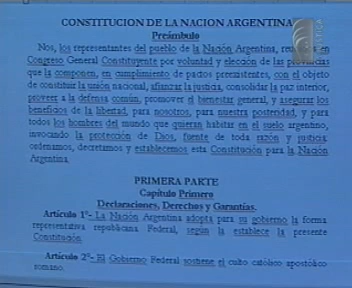 CONSTITUCION DE LA NACION ARGENTINA
Preámbulo
Nos, los representantes del pueblo de la Nación Argentina, en
Congreso General Constituyente por voluntad y elección de las provincias
que la componen, en cumplimiento de pactos preexistentes, con el objeto
de constituir la unión nacional, afianzar la justicia, consolidar la paz interior,
proveer a la defensa común, promover el bienestar general, y asegurar los
beneficios de la libertad, para nosotros, para nuestra posteridad, y para
todos los hombres del mundo que quieran habitar en el suelo argentino,
invocando la protección de Dios, fuente de toda razón y justicia:
ordenamos, decretamos y establecemos esta Constitución para la Nación
Argentina.
PRIMERA PARTE
Capítulo Primero
Declaraciones, Derechos y Garantías.
Artículo 1º- La Nación Argentina adopta para su gobierno la forma
representativa republicana Federal, según la establece la presente
Constitución.
Artículo 2º- El Gobierno Federal sostiene el culto católico apostólico
romano.